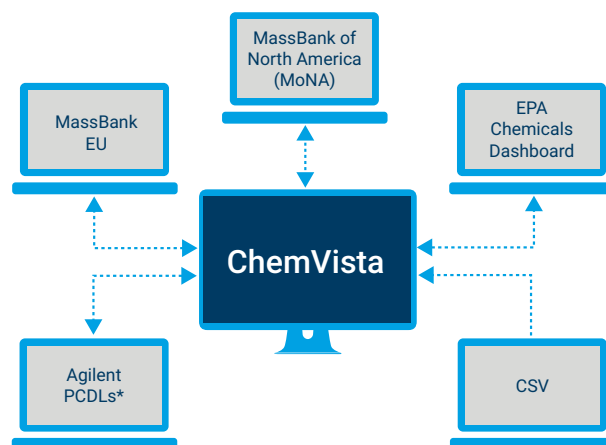 MassBank of
North America
(MoNA)
MassBank
EU
EPA
Chemicals
Dashboard
ChemVista
Agilent
PCDLs*
CSV